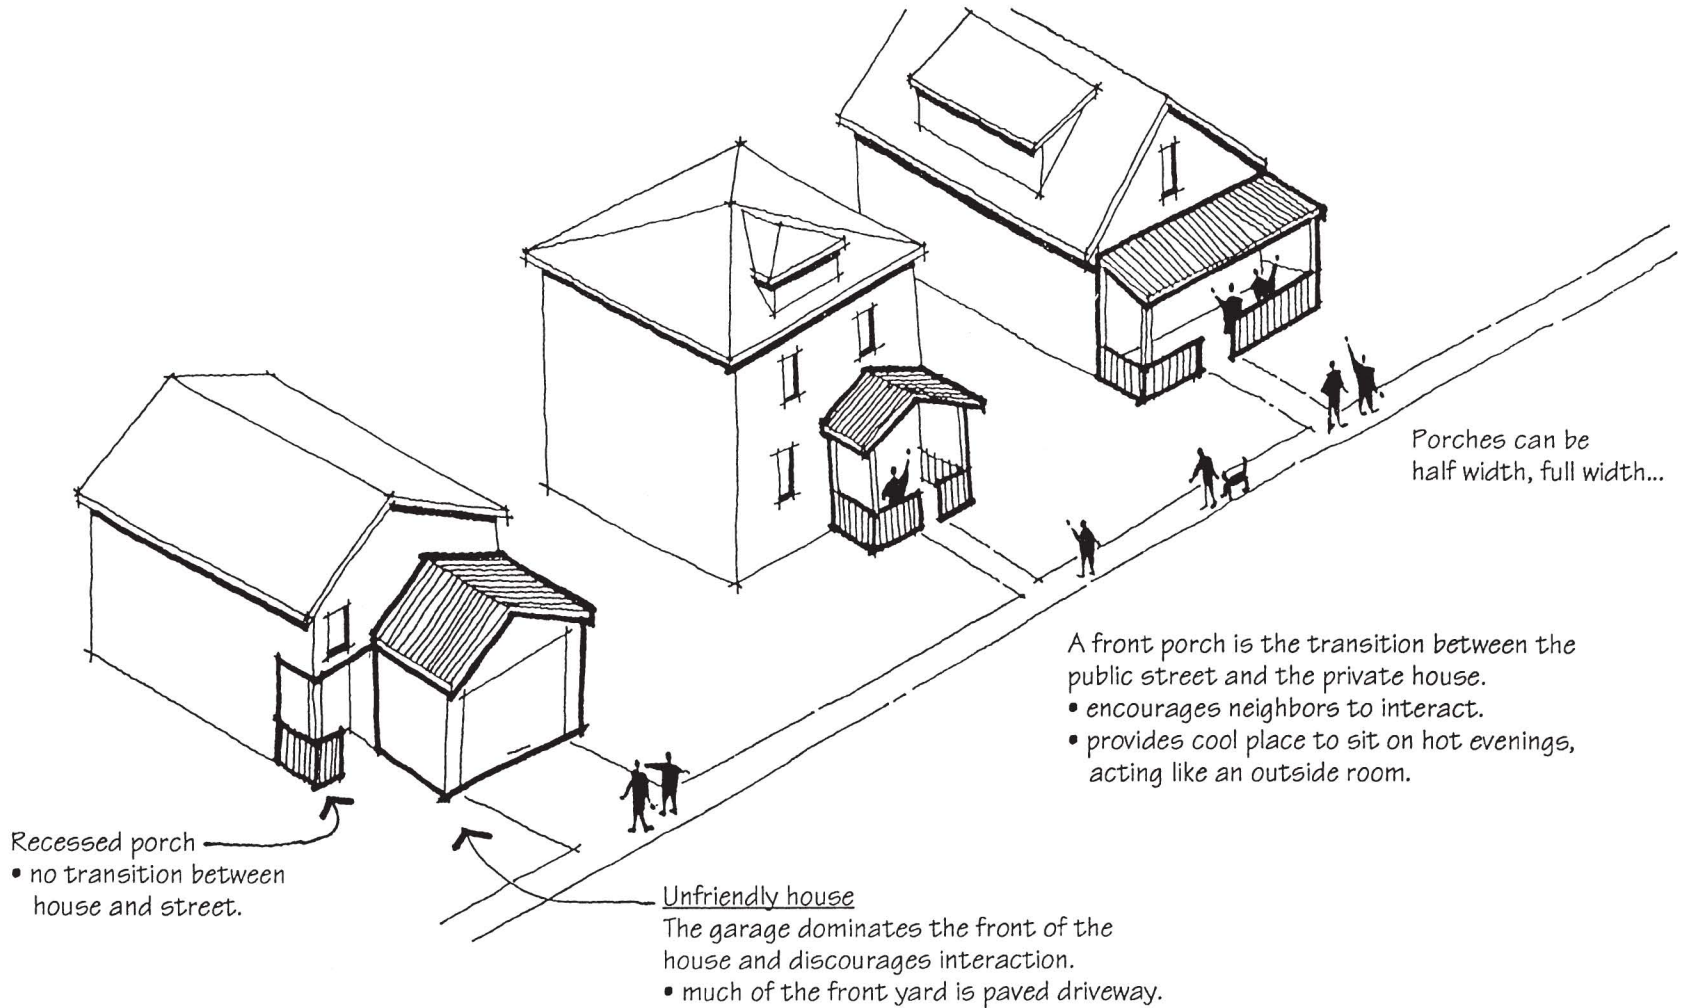 Porches can be
half width, full width...
A front porch is the transition between the
public street and the private house.
• encourages neighbors to interact.
• provides cool place to sit on hot evenings,
acting like an outside room.
Recessed porch
• no transition between
house and street.
Unfriendly house
The garage dominates the front of the
house and discourages interaction.
• much of the front yard is paved driveway.